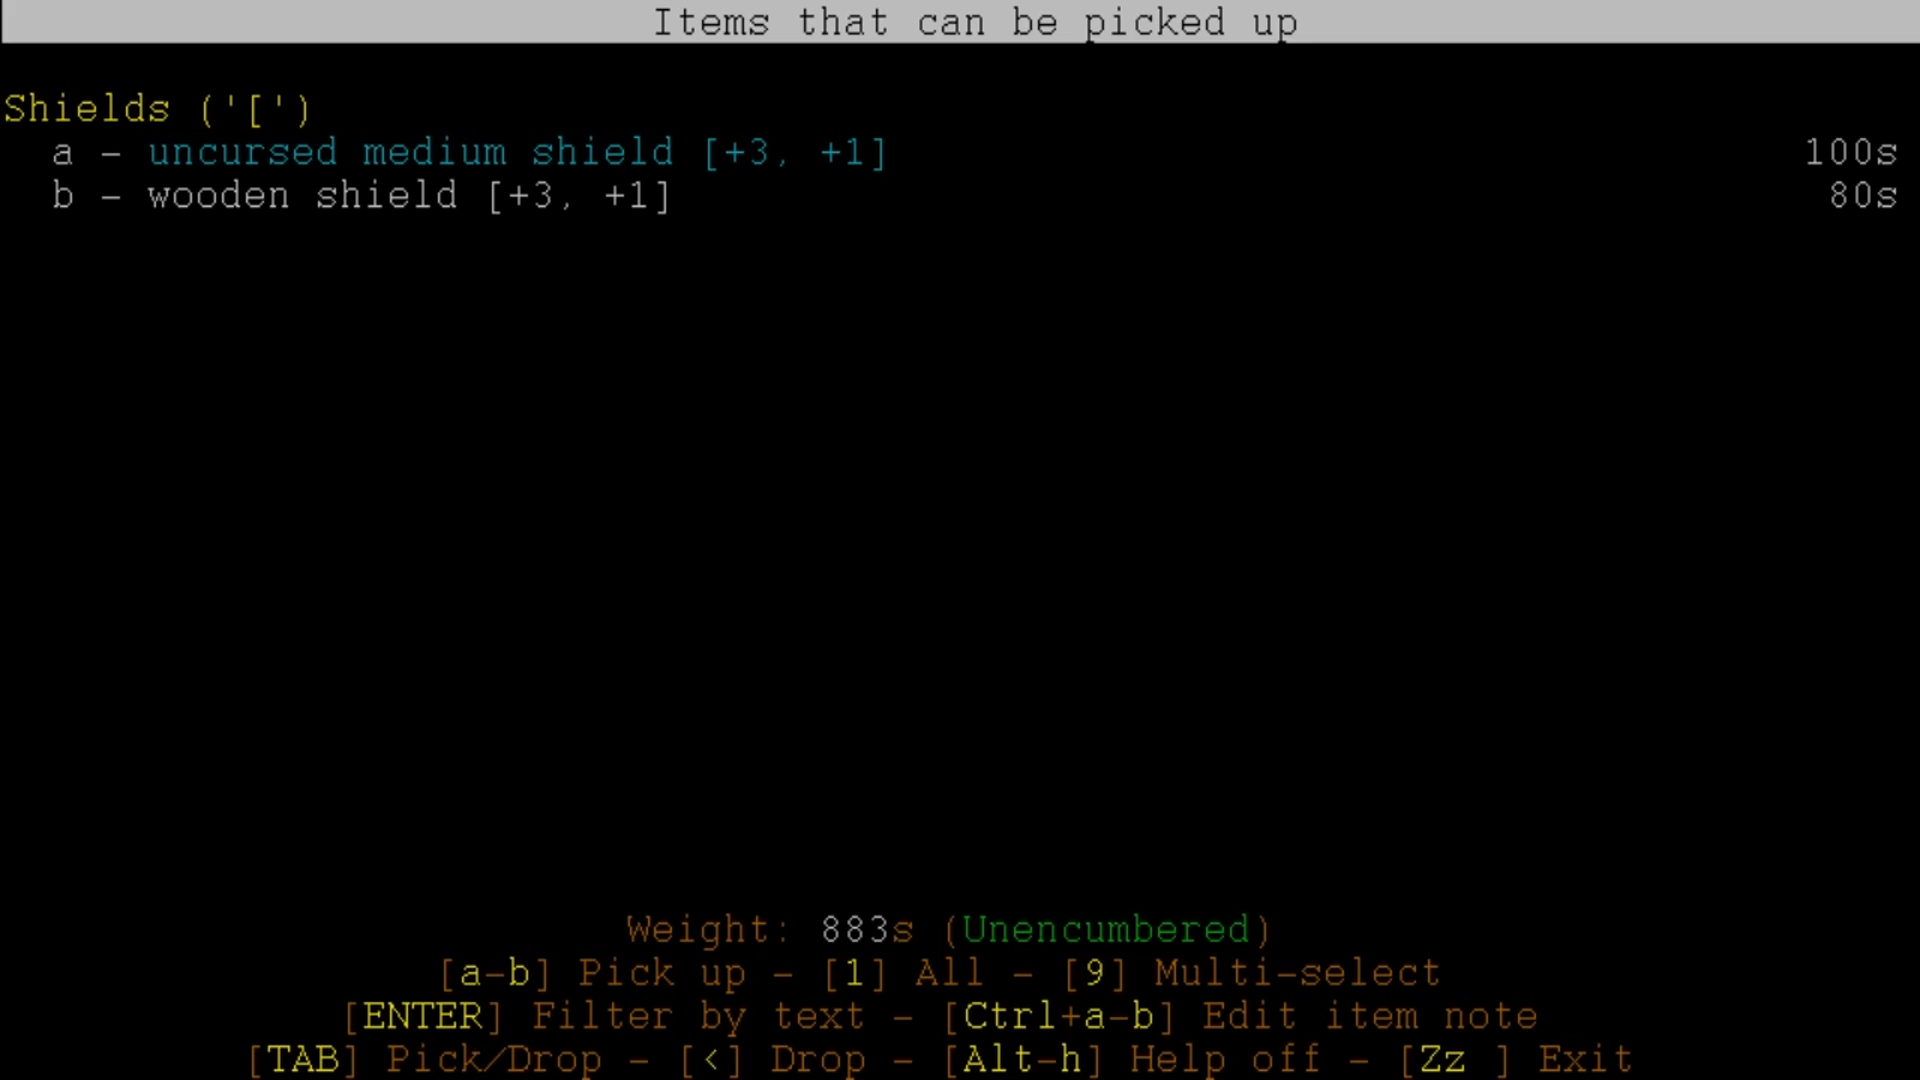 Items that can be picked up
Shields ('[')
a - uncursed medium shield [+3, +1] 100s
b - wooden shield [+3, +1] 80s
Weight: 883s (Unencumbered)
[a-b] Pick up - [1] All - [9] Multi-select
[ENTER] Filter by text - [Ctrl+a-b] Edit item note
[TAB] Pick/Drop - [<] Drop - [Alt-h] Help off - [Zz ] Exit